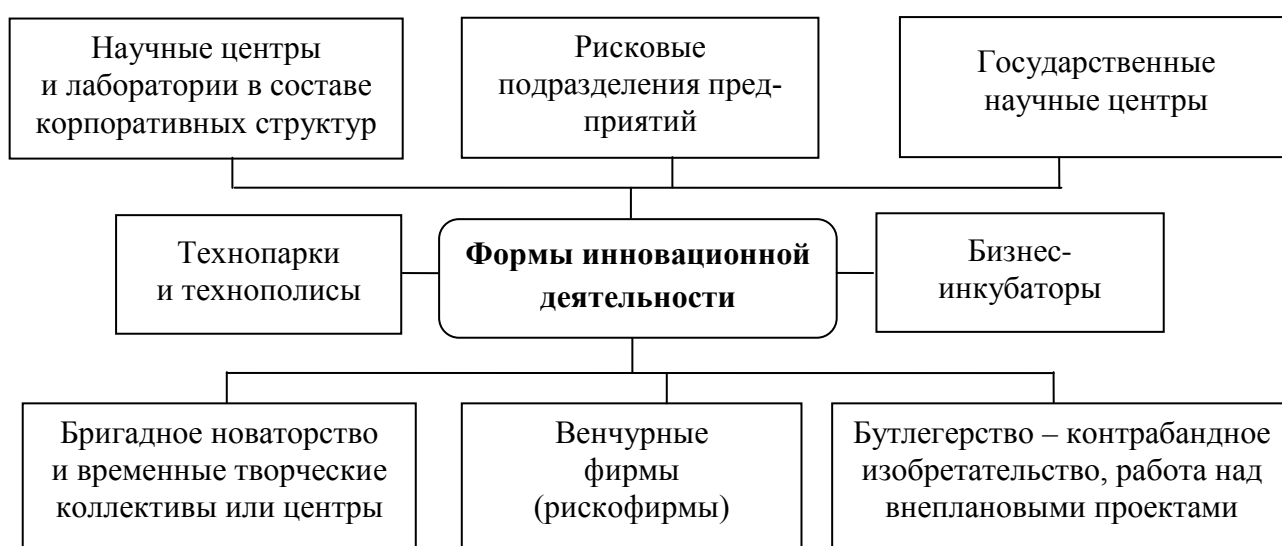 Научные центры
и лаборатории в составе
корпоративных структур
Рисковые
подразделения пред-
приятий
Государственные
научные центры
Технопарки
и технополисы
Формы инновационной
деятельности
Бизнес-
инкубаторы
Бригадное новаторство
и временные творческие
коллективы или центры
Венчурные
фирмы
(рискофирмы)
Бутлегерство – контрабандное
изобретательство, работа над
внеплановыми проектами